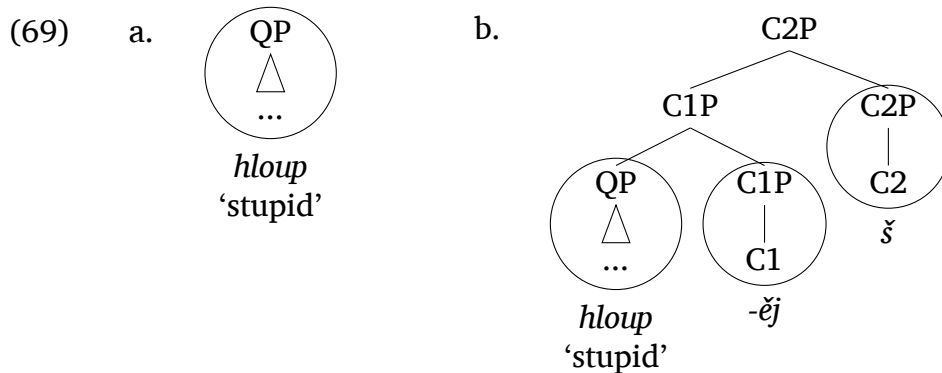 (69) a. QP b. C2P
... C1P C2P
hloup QP C1P C2
‘stupid’ ... C1 š
hloup -ěj
‘stupid’